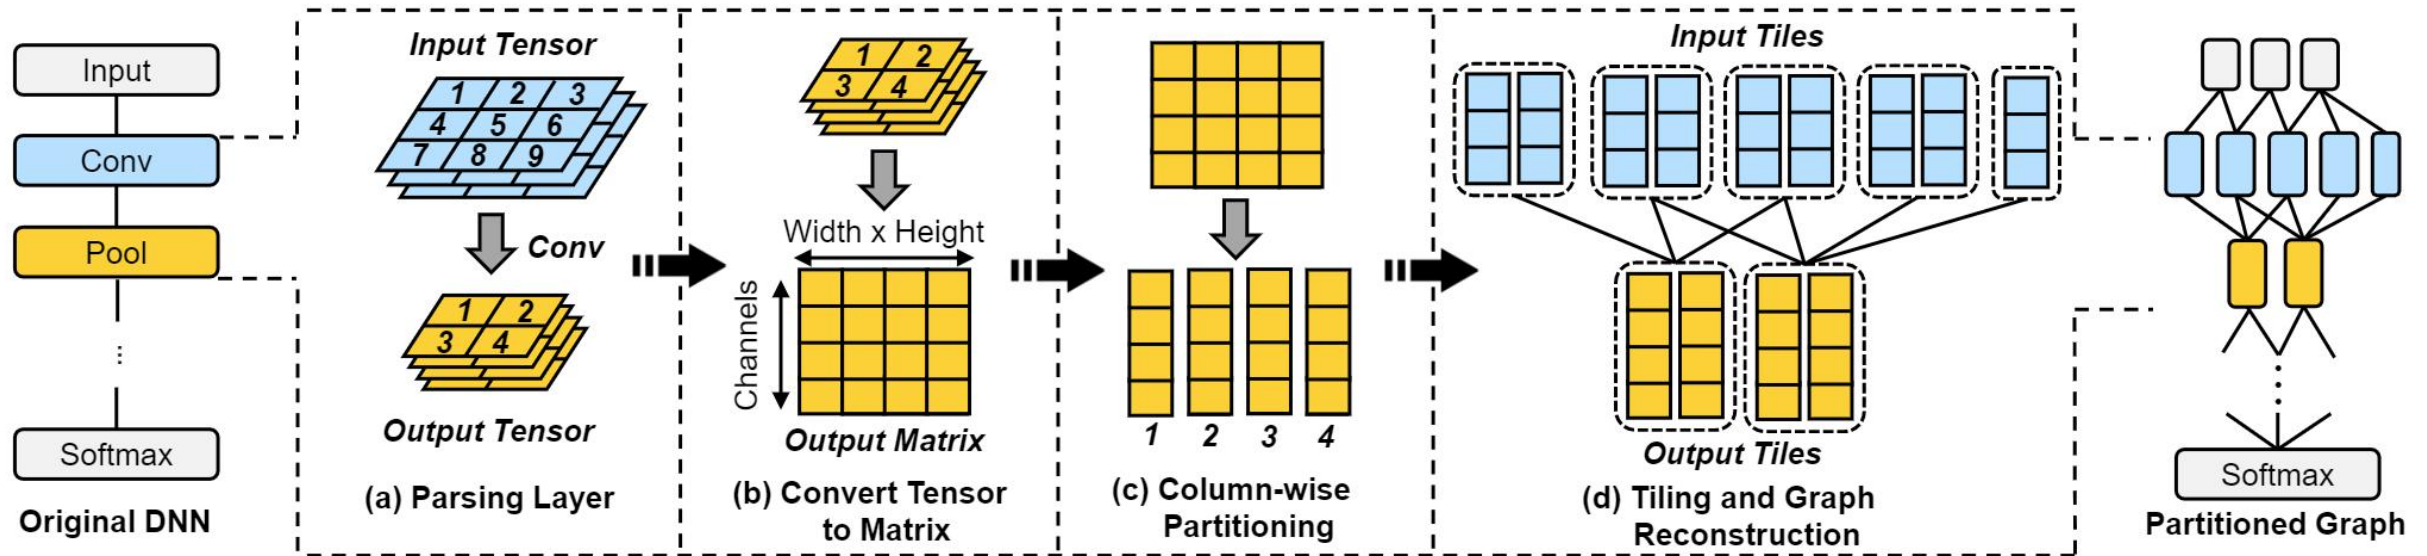 Input
Conv
Pool
...
Softmax
Original DNN
Input Tensor
1 2 3
4 5 6
7 8 9
Conv
1 2
3 4
Output Tensor
(a) Parsing Layer
1 2
3 4
Width x Height
Channels
Output Matrix
(b) Convert Tensor
to Matrix
1 2 3 4
(c) Column-wise
Partitioning
Input Tiles
Output Tiles
(d) Tiling and Graph
Reconstruction
Softmax
Partitioned Graph